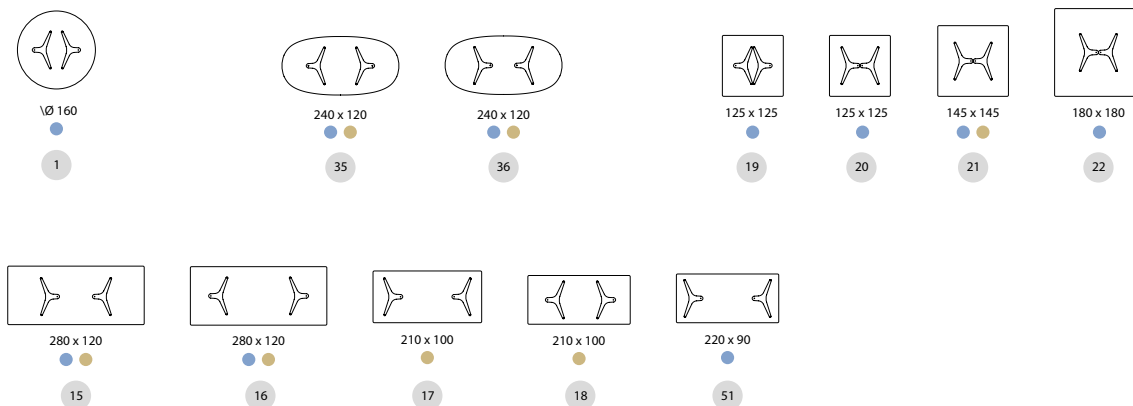 \Ø 160
240 x 120
240 x 120
125 x 125
125 x 125
145 x 145
180 x 180
1
35
36
19
20
21
22
280 x 120
280 x 120
210 x 100
210 x 100
220 x 90
15
16
17
18
51